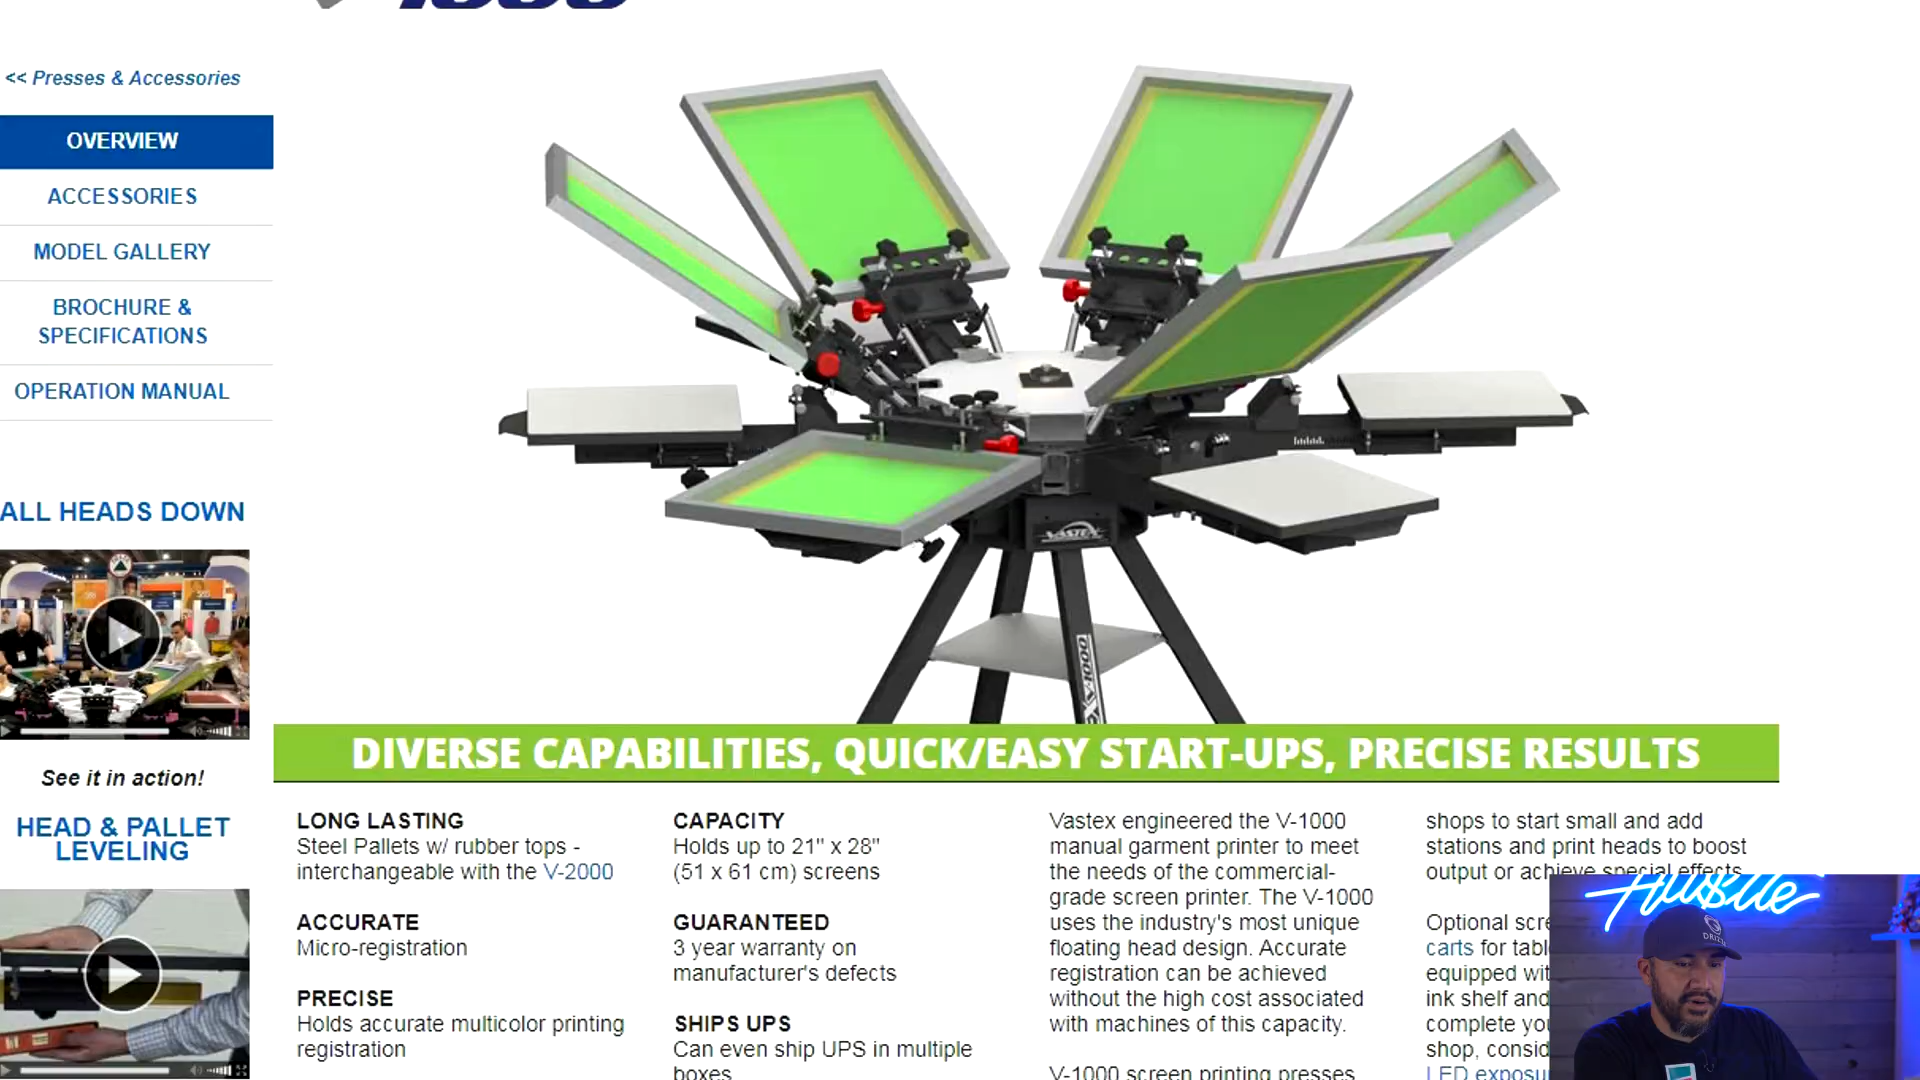 << Presses & Accessories
OVERVIEW
ACCESSORIES
MODEL GALLERY
BROCHURE &
SPECIFICATIONS
OPERATION MANUAL
ALL HEADS DOWN
See it in action!
HEAD & PALLET
LEVELING
VASTEX
V-1000
DIVERSE CAPABILITIES, QUICK/EASY START-UPS, PRECISE RESULTS
LONG LASTING
Steel Pallets w/ rubber tops -
interchangeable with the V-2000
ACCURATE
Micro-registration
PRECISE
Holds accurate multicolor printing
registration
CAPACITY
Holds up to 21" x 28"
(51 x 61 cm) screens
GUARANTEED
3 year warranty on
manufacturer's defects
SHIPS UPS
Can even ship UPS in multiple
boxes
Vastex engineered the V-1000
manual garment printer to meet
the needs of the commercial-
grade screen printer. The V-1000
uses the industry's most unique
floating head design. Accurate
registration can be achieved
without the high cost associated
with machines of this capacity.
V-1000 screen printing presses
shops to start small and add
stations and print heads to boost
output or achieve special effects
Optional
carts for
equipped
ink shelf and
complete
shop,
LED
Hustle